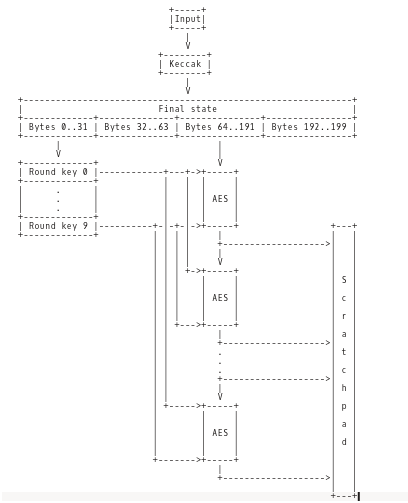 Input
Keccak
Final state
Bytes 0..31 | Bytes 32..63 | Bytes 64..191 | Bytes 192..199
Round key 0
.
.
.
Round key 9
AES
AES
.
.
.
AES
S
c
r
a
t
c
h
p
a
d